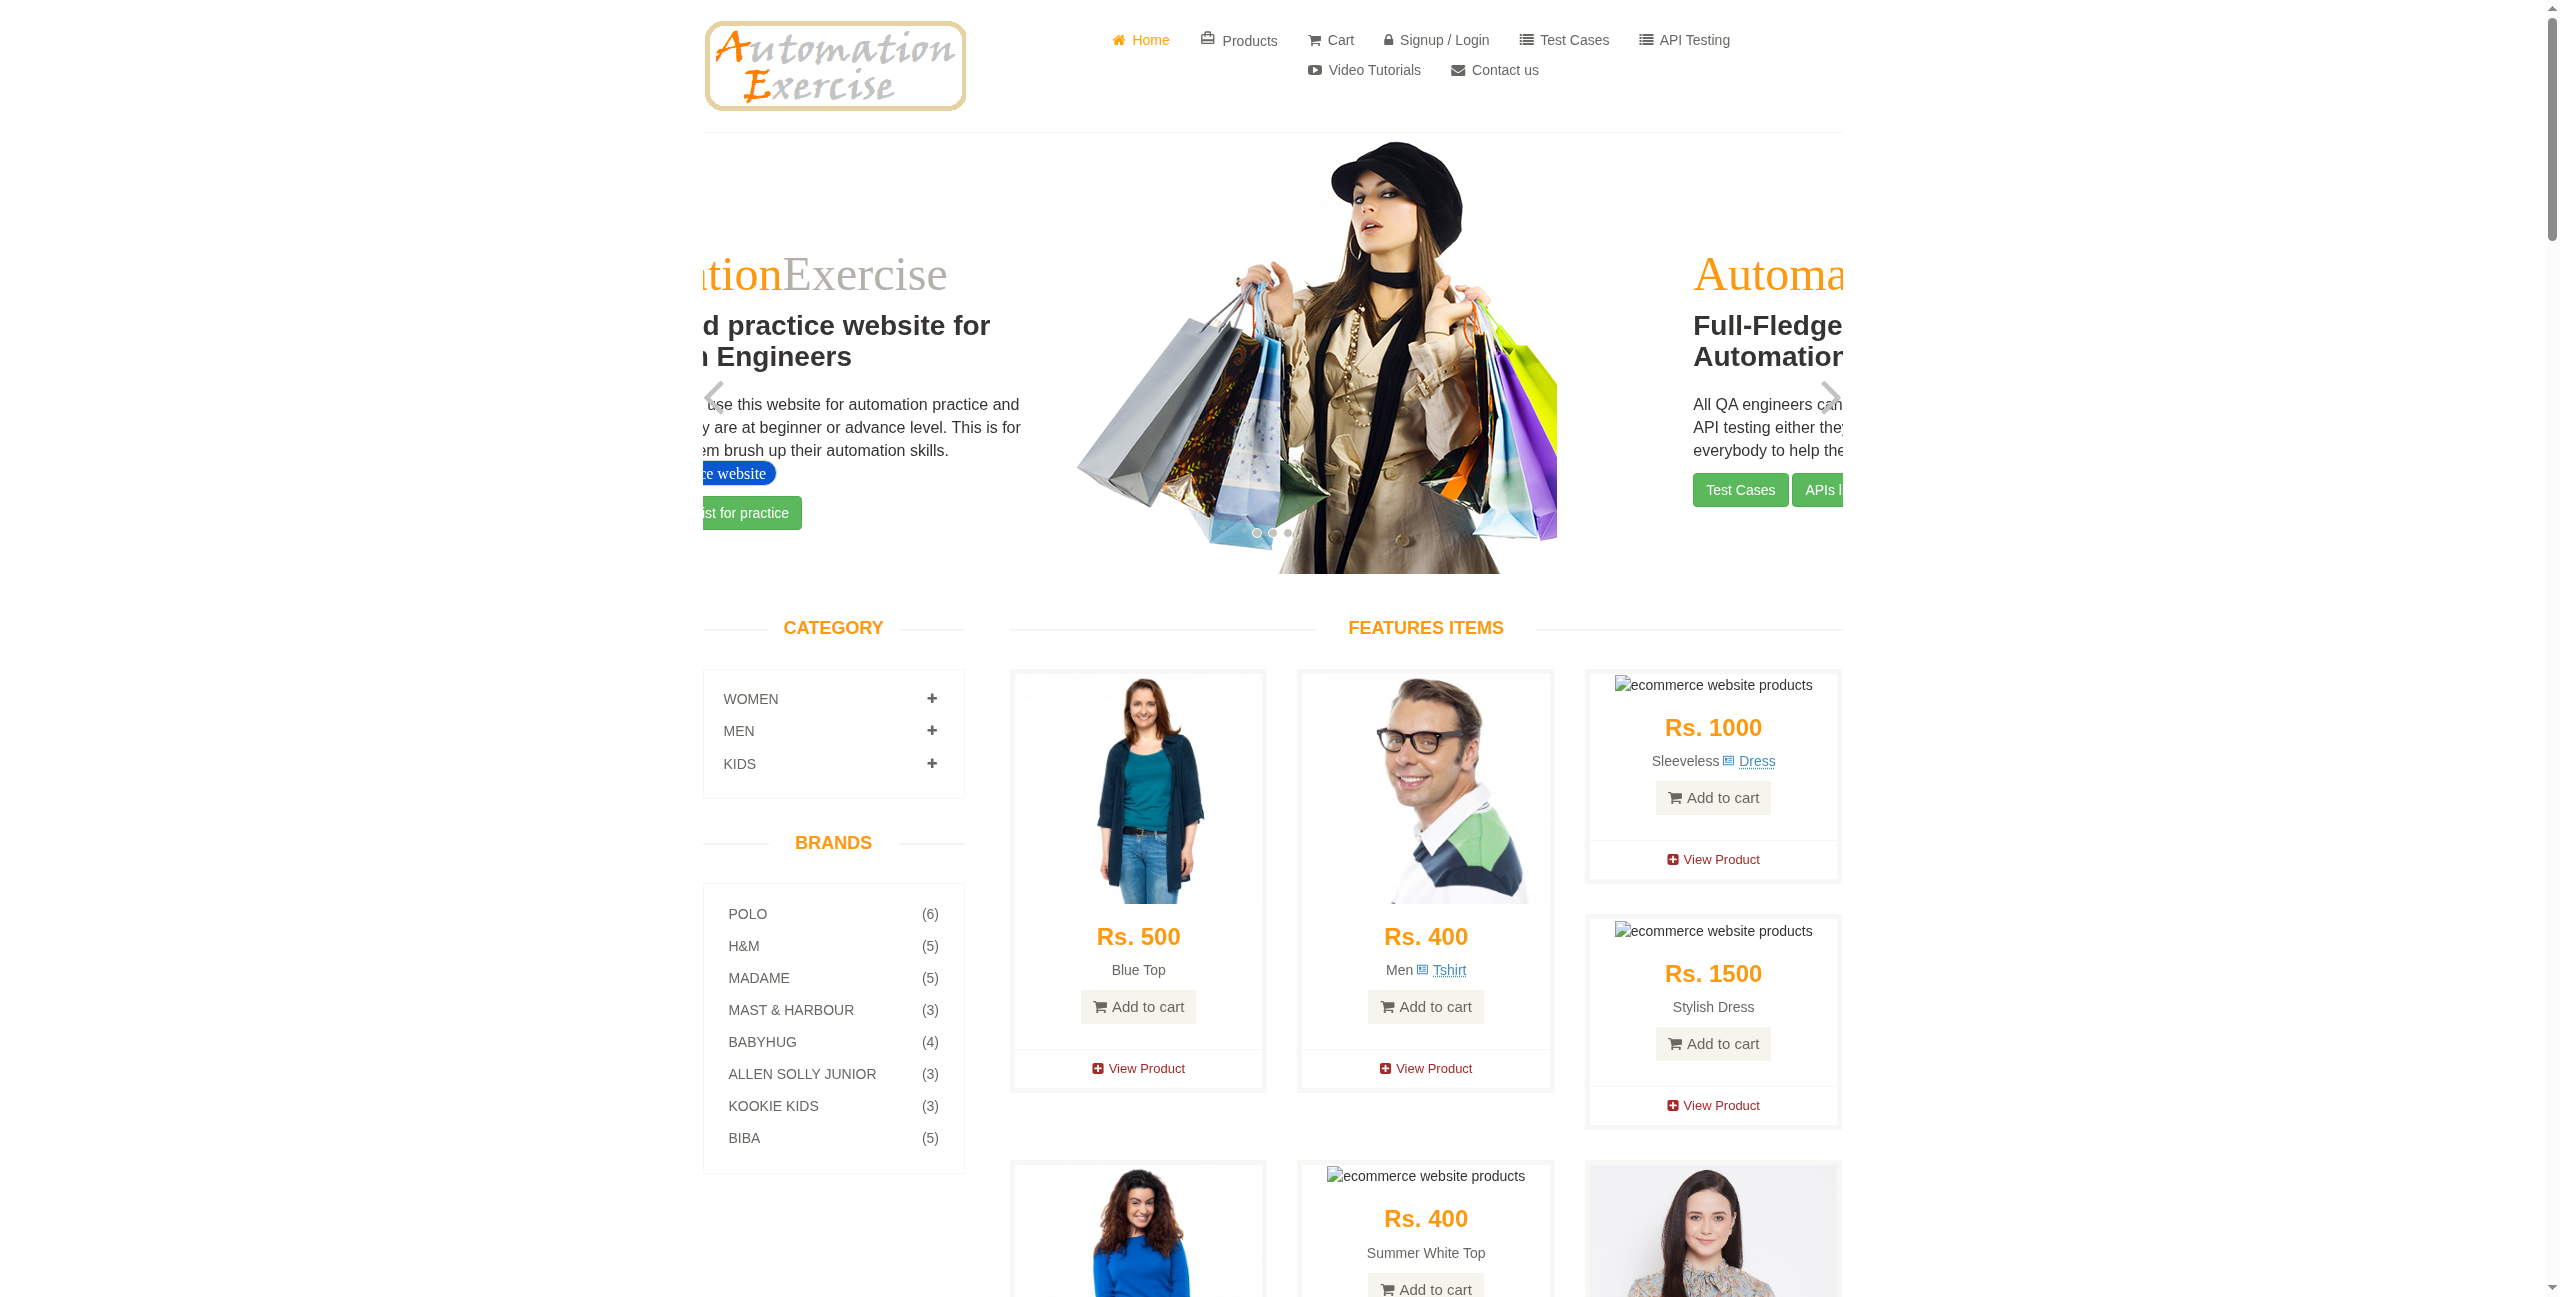 Automation
Exercise
Home
Products
Cart
Signup / Login
Test Cases
API Testing
Video Tutorials
Contact us
tionExercise
d practice website for
Engineers
use this website for automation practice and
y are at beginner or advance level. This is for
em brush up their automation skills.
ce website
ist for practice
Automa
Full-Fledge
Automation
All QA engineers can
API testing either they
everybody to help the
Test Cases
APIs l
CATEGORY
WOMEN
MEN
KIDS
BRANDS
POLO (6)
H&M (5)
MADAME (5)
MAST & HARBOUR (3)
BABYHUG (4)
ALLEN SOLLY JUNIOR (3)
KOOKIE KIDS (3)
BIBA (5)
FEATURES ITEMS
Rs. 500
Blue Top
Add to cart
View Product
Rs. 400
Men Tshirt
Add to cart
View Product
ecommerce website products
Rs. 1000
Sleeveless Dress
Add to cart
View Product
ecommerce website products
Rs. 1500
Stylish Dress
Add to cart
View Product
ecommerce website products
Rs. 400
Summer White Top
Add to cart